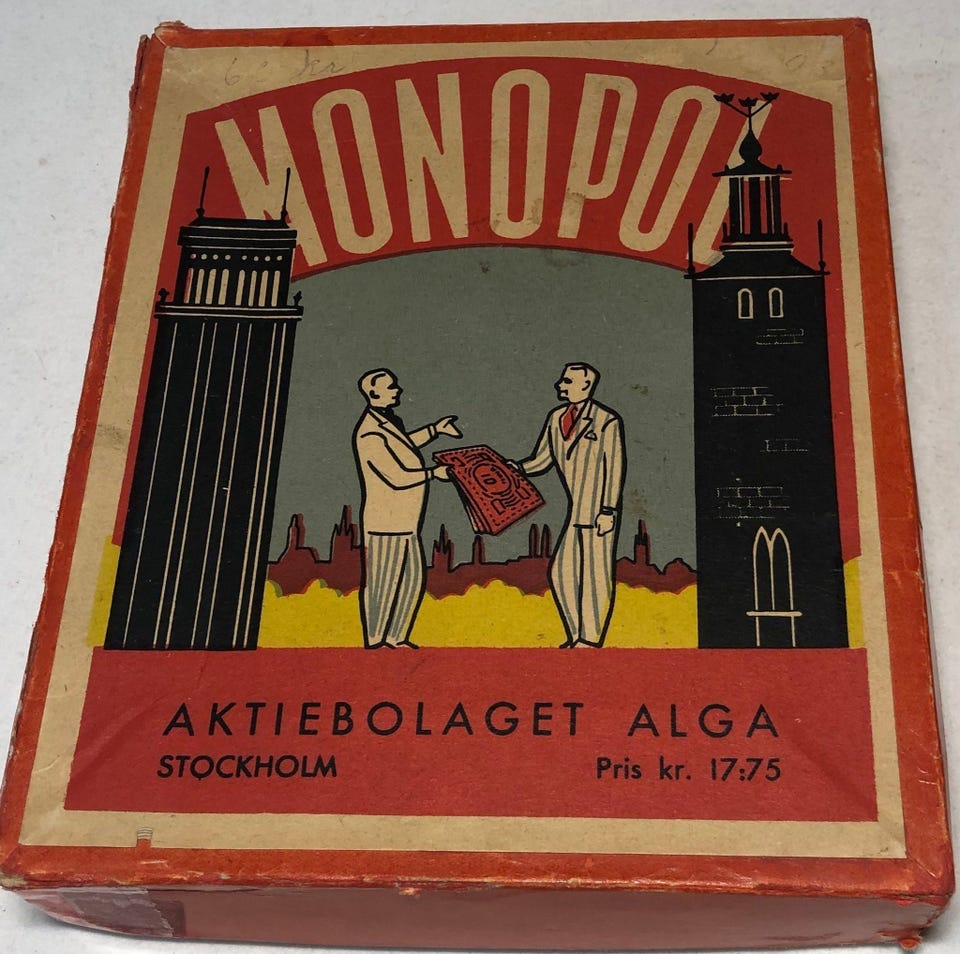 MONOPOL
AKTIEBOLAGET ALGA
STOCKHOLM
Pris kr. 17:75